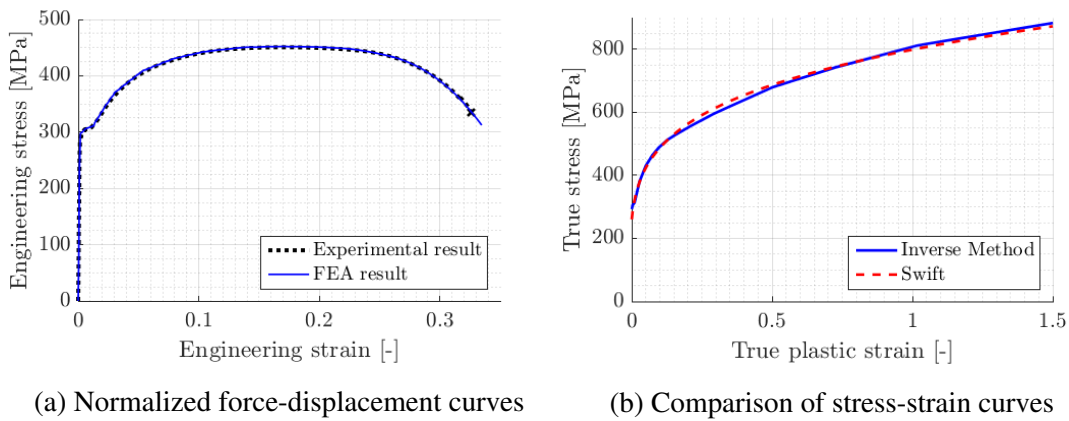 500
400
300
200
100
0
Engineering stress [MPa]
Experimental result
FEA result
0
0.1
0.2
0.3
Engineering strain [-]
(a) Normalized force-displacement curves
800
600
400
200
True stress [MPa]
Inverse Method
Swift
0
0.5
1
1.5
True plastic strain [-]
(b) Comparison of stress-strain curves